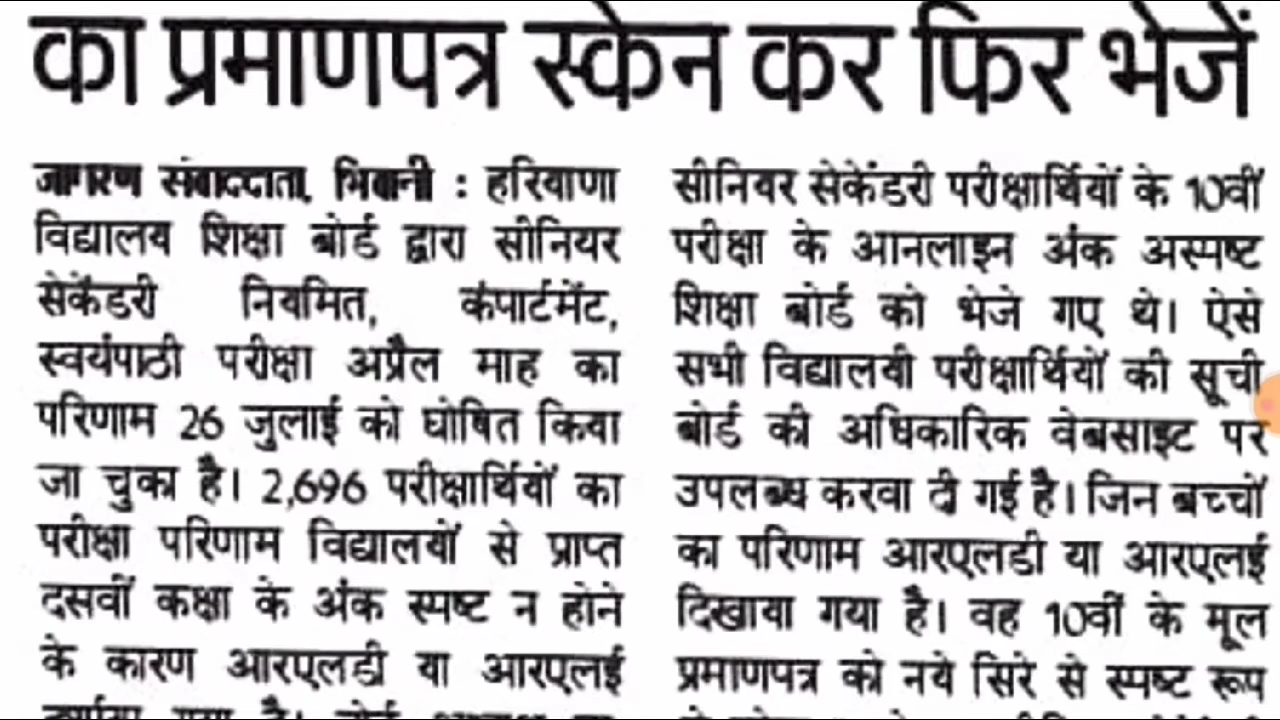 का प्रमाणपत्र स्केन कर फिर भेजें
जागरण संवाददाता, भिवानी : हरियाणा
विद्यालय शिक्षा बोर्ड द्वारा सीनियर
सेकेंडरी नियमित, कंपार्टमेंट,
स्वयंपाठी परीक्षा अप्रैल माह का
परिणाम 26 जुलाई को घोषित किया
जा चुका है। 2,696 परीक्षार्थियों का
परीक्षा परिणाम विद्यालयों से प्राप्त
दसवीं कक्षा के अंक स्पष्ट न होने
के कारण आरएलडी या आरएलई
सीनियर सेकेंडरी परीक्षार्थियों के 10वीं
परीक्षा के आनलाइन अंक अस्पष्ट
शिक्षा बोर्ड को भेजे गए थे। ऐसे
सभी विद्यालयी परीक्षार्थियों की सूची
बोर्ड की अधिकारिक वेबसाइट पर
उपलब्ध करवा दी गई है। जिन बच्चों
का परिणाम आरएलडी या आरएलई
दिखाया गया है। वह 10वीं के मूल
प्रमाणपत्र को नये सिरे से स्पष्ट रूप